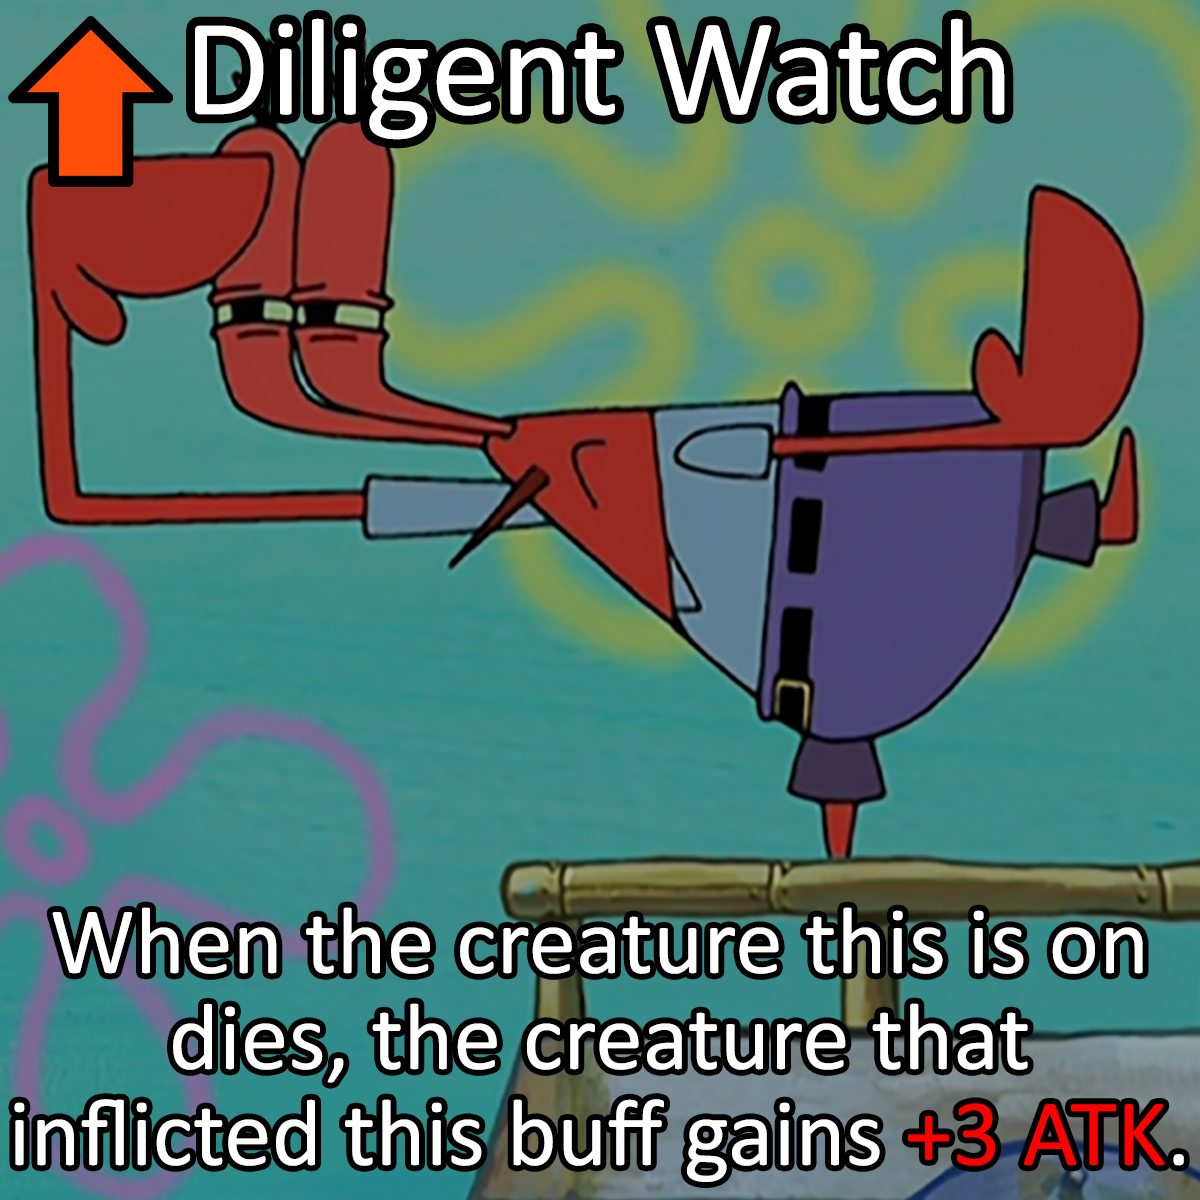 Diligent Watch
When the creature this is on
dies, the creature that
inflicted this buff gains +3 ATK.